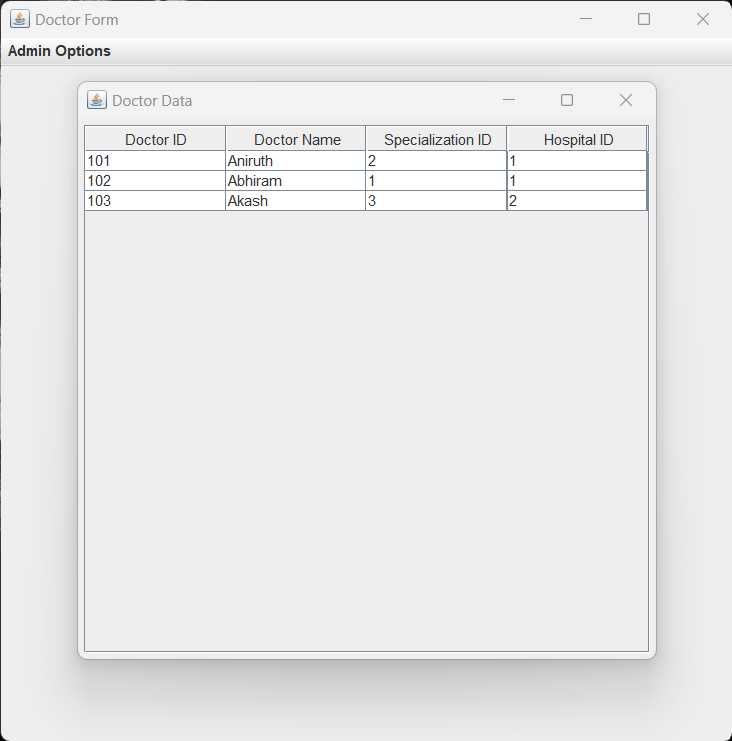 Doctor Form
Admin Options
Doctor Data
Doctor ID Doctor Name Specialization ID Hospital ID
101 Aniruth 2 1
102 Abhiram 1 1
103 Akash 3 2